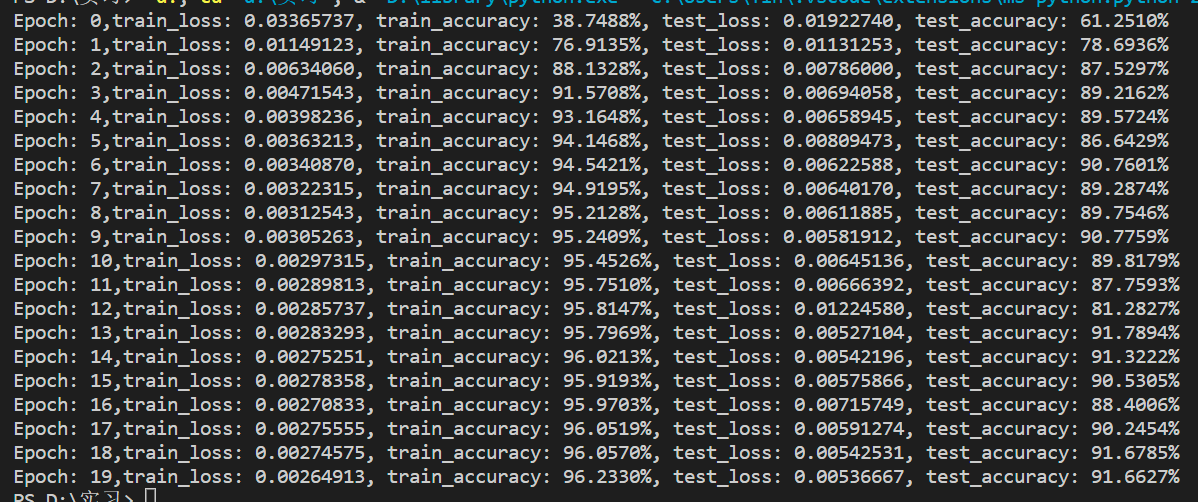 Epoch: 0,train_loss: 0.03365737, train_accuracy: 38.7488%, test_loss: 0.01922740, test_accuracy: 61.2510%
Epoch: 1,train_loss: 0.01149123, train_accuracy: 76.9135%, test_loss: 0.01131253, test_accuracy: 78.6936%
Epoch: 2,train_loss: 0.00634060, train_accuracy: 88.1328%, test_loss: 0.00786000, test_accuracy: 87.5297%
Epoch: 3,train_loss: 0.00471543, train_accuracy: 91.5708%, test_loss: 0.00694058, test_accuracy: 89.2162%
Epoch: 4,train_loss: 0.00398236, train_accuracy: 93.1648%, test_loss: 0.00658945, test_accuracy: 89.5724%
Epoch: 5,train_loss: 0.00363213, train_accuracy: 94.1468%, test_loss: 0.00809473, test_accuracy: 86.6429%
Epoch: 6,train_loss: 0.00340870, train_accuracy: 94.5421%, test_loss: 0.00622588, test_accuracy: 90.7601%
Epoch: 7,train_loss: 0.00322315, train_accuracy: 94.9195%, test_loss: 0.00640170, test_accuracy: 89.2874%
Epoch: 8,train_loss: 0.00312543, train_accuracy: 95.2128%, test_loss: 0.00611885, test_accuracy: 89.7546%
Epoch: 9,train_loss: 0.00305263, train_accuracy: 95.2409%, test_loss: 0.00581912, test_accuracy: 90.7759%
Epoch: 10,train_loss: 0.00297315, train_accuracy: 95.4526%, test_loss: 0.00645136, test_accuracy: 89.8179%
Epoch: 11,train_loss: 0.00289813, train_accuracy: 95.7510%, test_loss: 0.00666392, test_accuracy: 87.7593%
Epoch: 12,train_loss: 0.00285737, train_accuracy: 95.8147%, test_loss: 0.01224580, test_accuracy: 81.2827%
Epoch: 13,train_loss: 0.00283293, train_accuracy: 95.7969%, test_loss: 0.00527104, test_accuracy: 91.7894%
Epoch: 14,train_loss: 0.00275251, train_accuracy: 96.0213%, test_loss: 0.00542196, test_accuracy: 91.3222%
Epoch: 15,train_loss: 0.00278358, train_accuracy: 95.9193%, test_loss: 0.00575866, test_accuracy: 90.5305%
Epoch: 16,train_loss: 0.00270833, train_accuracy: 95.9703%, test_loss: 0.00715749, test_accuracy: 88.4006%
Epoch: 17,train_loss: 0.00275555, train_accuracy: 96.0519%, test_loss: 0.00591274, test_accuracy: 90.2454%
Epoch: 18,train_loss: 0.00274575, train_accuracy: 96.0570%, test_loss: 0.00542531, test_accuracy: 91.6785%
Epoch: 19,train_loss: 0.00264913, train_accuracy: 96.2330%, test_loss: 0.00536667, test_accuracy: 91.6627%
PS D:\实习>